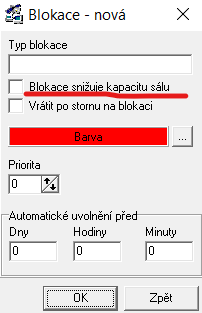 Blokace - nová
Typ blokace
Blokace snižuje kapacitu sálu
Vrátit po stornu na blokaci
Barva
...
Priorita
0
Automatické uvolnění před
Dny Hodiny Minuty
0 0 0
OK Zpět